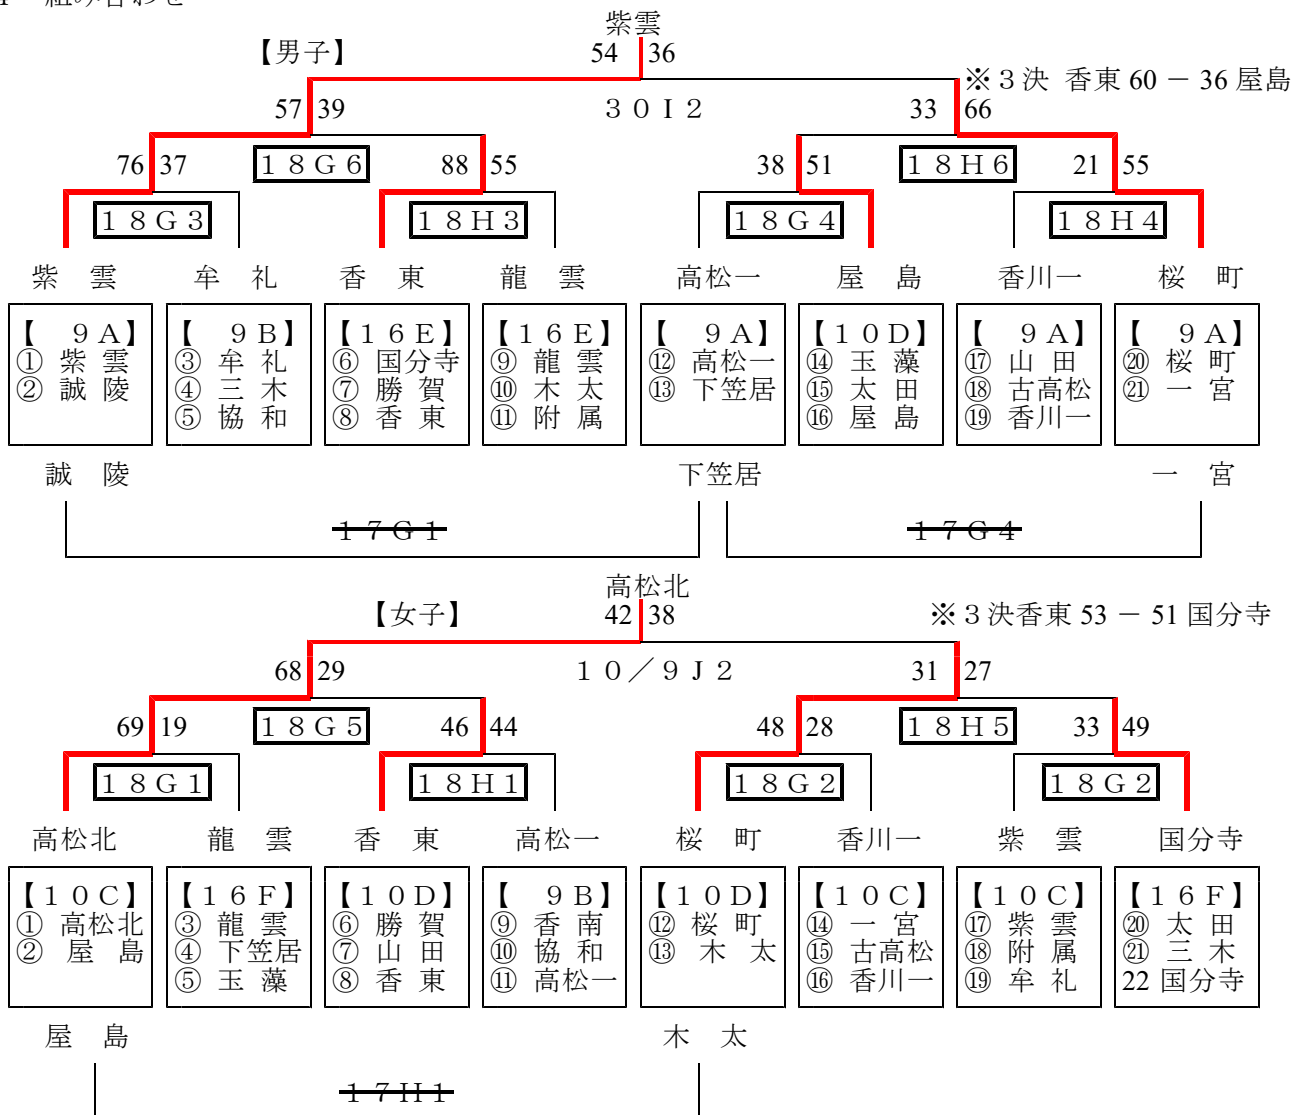 紫雲
【男子】 54 36
※３決 香東 60 － 36 屋島
57 39 ３０Ｉ２ 33 66
76 37 １８Ｇ６ 88 55 38 51 １８Ｈ６ 21 55
１８Ｇ３ １８Ｈ３ １８Ｇ４ １８Ｈ４
紫 雲 牟 礼 香 東 龍 雲 高松一 屋 島 香川一 桜 町
【 ９Ａ】 【 ９Ｂ】 【１６Ｅ】 【１６Ｅ】 【 ９Ａ】 【１０Ｄ】 【 ９Ａ】 【 ９Ａ】
① 紫 雲 ③ 牟 礼 ⑥ 国分寺 ⑨ 龍 雲 ⑫ 高松一 ⑭ 玉 藻 ⑰ 山 田 ⑳ 桜 町
② 誠 陵 ④ 三 木 ⑦ 勝 賀 ⑩ 木 太 ⑬ 下笠居 ⑮ 太 田 ⑱ 古高松 ㉑ 一 宮
⑤ 協 和 ⑧ 香 東 ⑪ 附 属 ⑯ 屋 島 ⑲ 香川一
誠 陵 下笠居 一 宮
１７Ｇ１ １７Ｇ４
高松北
【女子】 42 38 ※３決香東 53 － 51 国分寺
68 29 １０／９Ｊ２ 31 27
69 19 １８Ｇ５ 46 44 48 28 １８Ｈ５ 33 49
１８Ｇ１ １８Ｈ１ １８Ｇ２ １８Ｇ２
高松北 龍 雲 香 東 高松一 桜 町 香川一 紫 雲 国分寺
【１０Ｃ】 【１６Ｆ】 【１０Ｄ】 【 ９Ｂ】 【１０Ｄ】 【１０Ｃ】 【１０Ｃ】 【１６Ｆ】
① 高松北 ③ 龍 雲 ⑥ 勝 賀 ⑨ 香 南 ⑫ 桜 町 ⑭ 一 宮 ⑰ 紫 雲 ⑳ 太 田
② 屋 島 ④ 下笠居 ⑦ 山 田 ⑩ 協 和 ⑬ 木 太 ⑮ 古高松 ⑱ 附 属 ㉑ 三 木
⑤ 玉 藻 ⑧ 香 東 ⑪ 高松一 ⑯ 香川一 ⑲ 牟 礼 22 国分寺
屋 島 木 太
１７Ｈ１